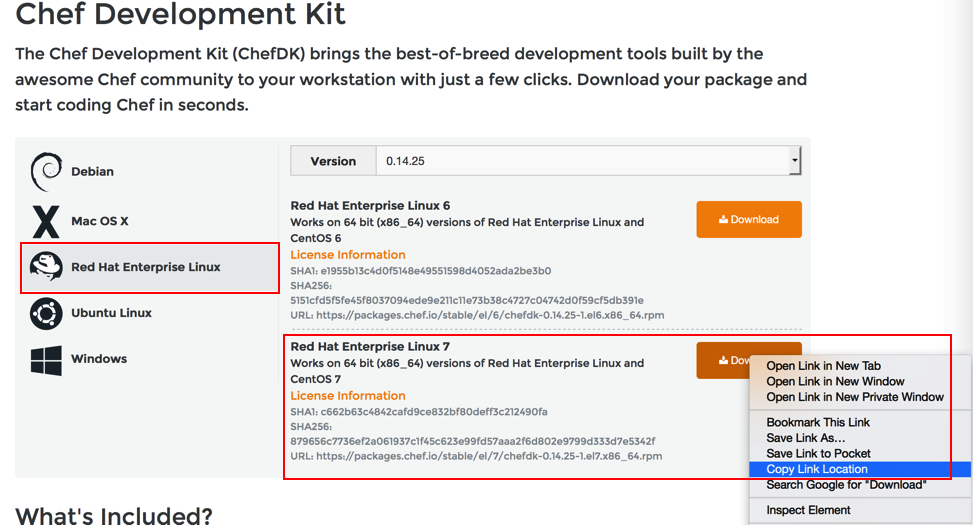 Chef Development Kit
The Chef Development Kit (ChefDK) brings the best-of-breed development tools built by the
awesome Chef community to your workstation with just a few clicks. Download your package and
start coding Chef in seconds.
Debian
Mac OS X
Red Hat Enterprise Linux
Ubuntu Linux
Windows
Version 0.14.25
Red Hat Enterprise Linux 6
Works on 64 bit (x86_64) versions of Red Hat Enterprise Linux and
CentOS 6
License Information
SHA1: e1955b13c4d0f5148e49551598d4052ada2be3b0
SHA256:
5151cfd5f5fe45f8037094ede9e211c11e73b38c4727c04742d0f59cf5db391e
URL: https://packages.chef.io/stable/el/6/chefdk-0.14.25-1.el6.x86_64.rpm
Download
Red Hat Enterprise Linux 7
Works on 64 bit (x86_64) versions of Red Hat Enterprise Linux and
CentOS 7
License Information
SHA1: c662b63c4842cafd9ce832bf80deff3c212490fa
SHA256:
879656c7736ef2a061937c1f45c623e99fd57aaa2f6d802e9799d333d7e5342f
URL: https://packages.chef.io/stable/el/7/chefdk-0.14.25-1.el7.x86_64.rpm
Dow
Open Link in New Tab
Open Link in New Window
Open Link in New Private Window
Bookmark This Link
Save Link As...
Save Link to Pocket
Copy Link Location
Search Google for "Download"
Inspect Element
What's Included?